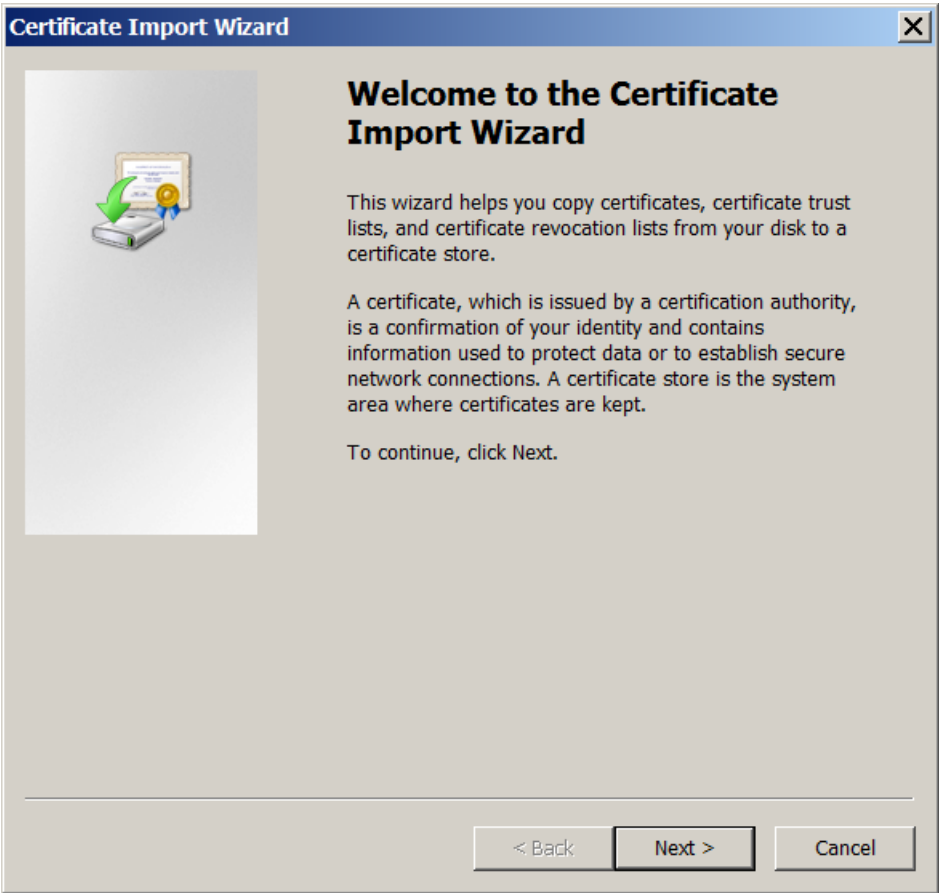 Certificate Import Wizard
Welcome to the Certificate
Import Wizard
This wizard helps you copy certificates, certificate trust
lists, and certificate revocation lists from your disk to a
certificate store.
A certificate, which is issued by a certification authority,
is a confirmation of your identity and contains
information used to protect data or to establish secure
network connections. A certificate store is the system
area where certificates are kept.
To continue, click Next.
< Back
Next >
Cancel